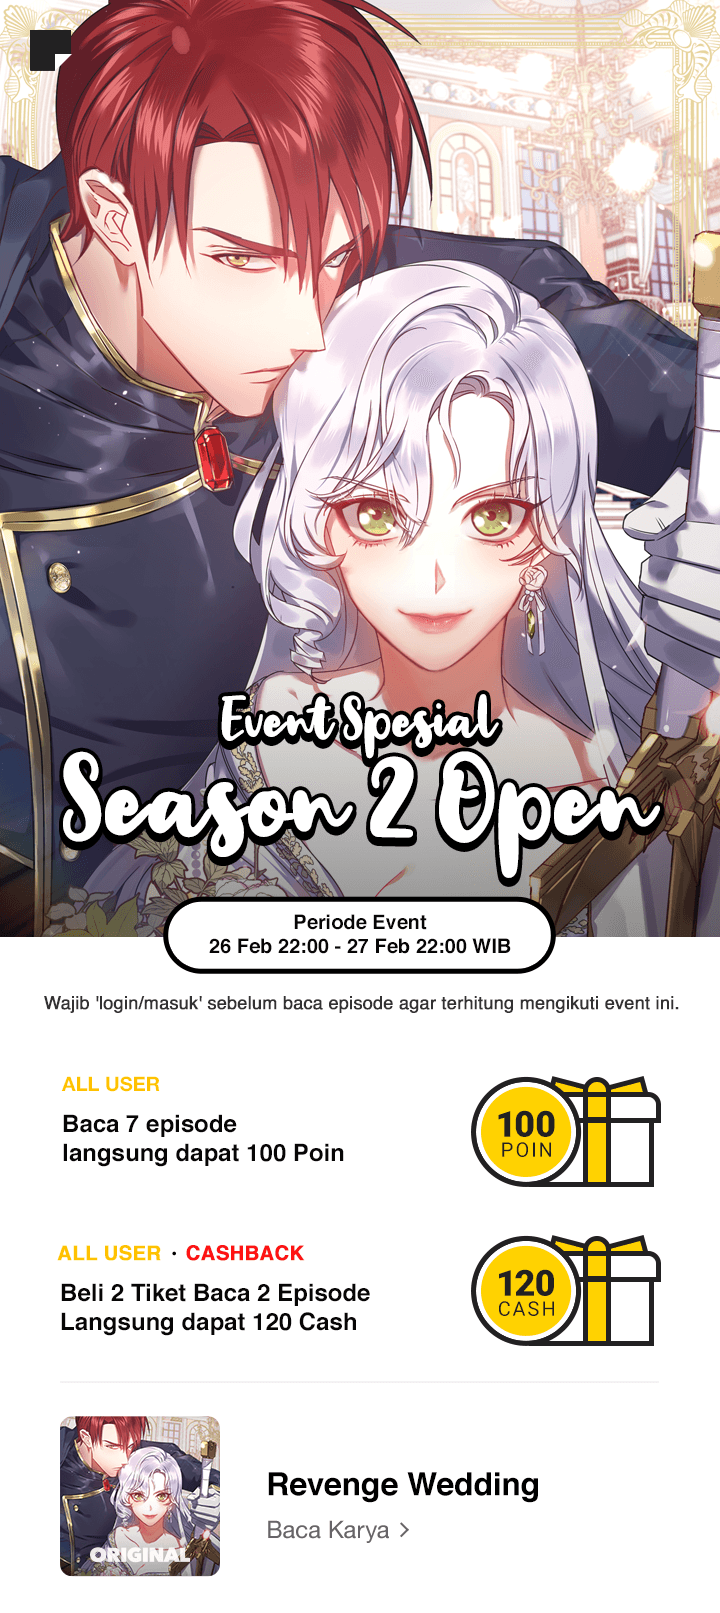 Event Spesial
Season 2 Open
Periode Event
26 Feb 22:00 - 27 Feb 22:00 WIB
Wajib 'login/masuk' sebelum baca episode agar terhitung mengikuti event ini.
ALL USER
Baca 7 episode
langsung dapat 100 Poin
100
POIN
ALL USER · CASHBACK
Beli 2 Tiket Baca 2 Episode
Langsung dapat 120 Cash
120
CASH
ORIGINAL
Revenge Wedding
Baca Karya >